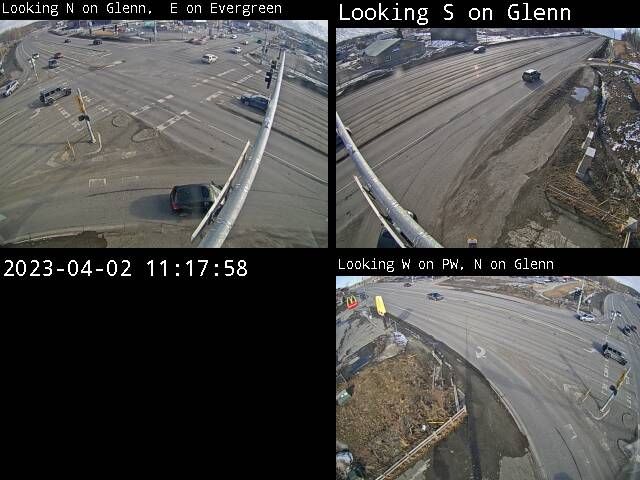 Looking N on Glenn, E on Evergreen
Looking S on Glenn
2023-04-02 11:17:58
Looking W on PW, N on Glenn